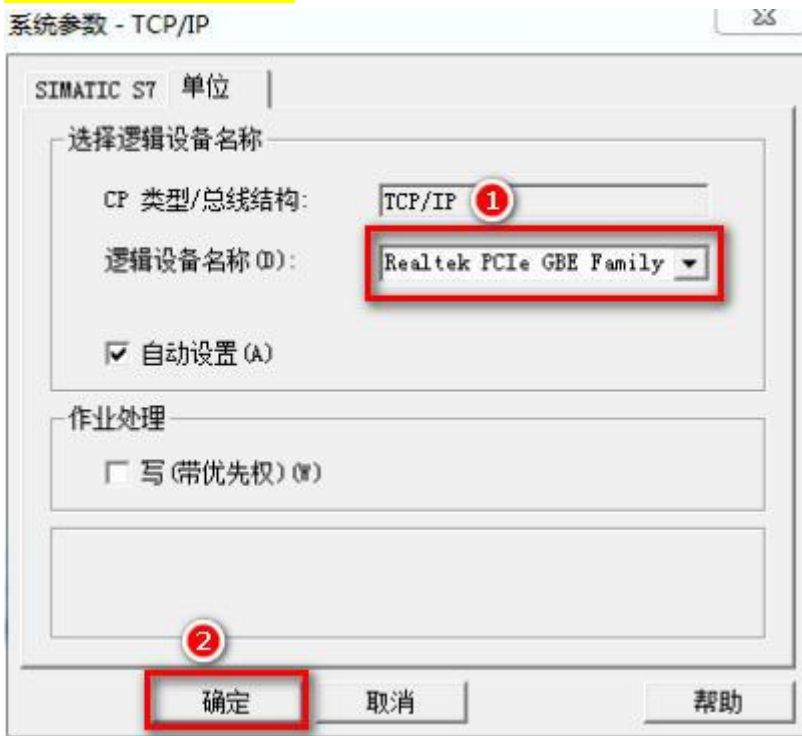 系统参数 - TCP/IP
SIMATIC S7 单位
选择逻辑设备名称
CP 类型/总线结构: TCP/IP 1
逻辑设备名称(D): Realtek PCIe GBE Family
自动设置(A)
作业处理
写(带优先权)(W)
2
确定 取消 帮助